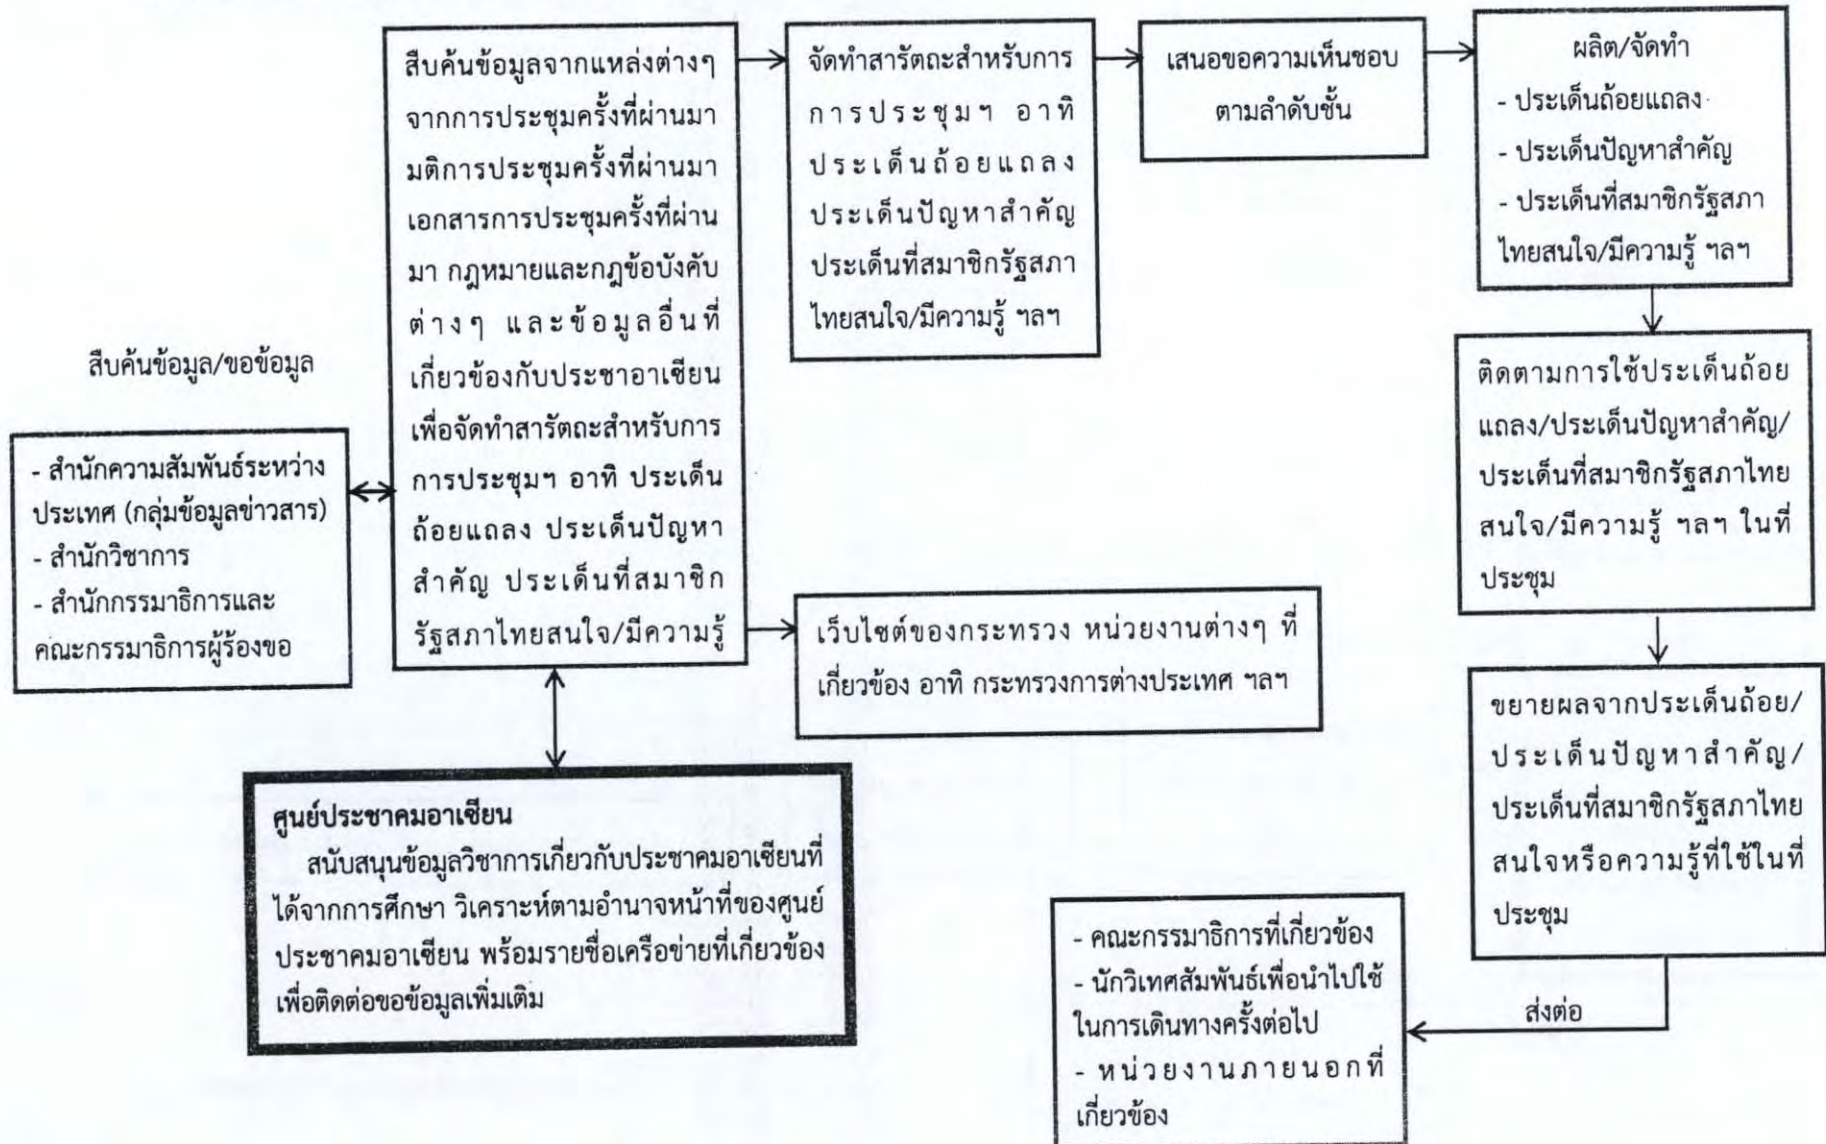 สืบค้นข้อมูล/ขอข้อมูล
- สำนักความสัมพันธ์ระหว่าง
ประเทศ (กลุ่มข้อมูลข่าวสาร)
- สำนักวิชาการ
- สำนักกรรมาธิการและ
คณะกรรมาธิการผู้ร้องขอ
สืบค้นข้อมูลจากแหล่งต่างๆ
จากการประชุมครั้งที่ผ่านมา
มติการประชุมครั้งที่ผ่านมา
เอกสารการประชุมครั้งที่ผ่าน
มา กฎหมายและกฎข้อบังคับ
ต่างๆ และข้อมูลอื่นที่
เกี่ยวข้องกับประชาอาเซียน
เพื่อจัดทำสารัตถะสำหรับการ
การประชุมฯ อาทิ ประเด็น
ถ้อยแถลง ประเด็นปัญหา
สำคัญ ประเด็นที่สมาชิก
รัฐสภาไทยสนใจ/มีความรู้
จัดทำสารัตถะสำหรับการ
การประชุมฯ อาทิ
ประเด็นถ้อยแถลง
ประเด็นปัญหาสำคัญ
ประเด็นที่สมาชิกรัฐสภา
ไทยสนใจ/มีความรู้ ฯลฯ
เสนอขอความเห็นชอบ
ตามลำดับชั้น
ผลิต/จัดทำ
- ประเด็นถ้อยแถลง
- ประเด็นปัญหาสำคัญ
- ประเด็นที่สมาชิกรัฐสภา
ไทยสนใจ/มีความรู้ ฯลฯ
ติดตามการใช้ประเด็นถ้อย
แถลง/ประเด็นปัญหาสำคัญ/
ประเด็นที่สมาชิกรัฐสภาไทย
สนใจ/มีความรู้ ฯลฯ ในที่
ประชุม
เว็บไซต์ของกระทรวง หน่วยงานต่างๆ ที่
เกี่ยวข้อง อาทิ กระทรวงการต่างประเทศ ฯลฯ
ขยายผลจากประเด็นถ้อย/
ประเด็นปัญหาสำคัญ/
ประเด็นที่สมาชิกรัฐสภาไทย
สนใจหรือความรู้ที่ใช้ในที่
ประชุม
ศูนย์ประชาคมอาเซียน
สนับสนุนข้อมูลวิชาการเกี่ยวกับประชาคมอาเซียนที่
ได้จากการศึกษา วิเคราะห์ตามอำนาจหน้าที่ของศูนย์
ประชาคมอาเซียน พร้อมรายชื่อเครือข่ายที่เกี่ยวข้อง
เพื่อติดต่อขอข้อมูลเพิ่มเติม
ส่งต่อ
- คณะกรรมาธิการที่เกี่ยวข้อง
- นักวิเทศสัมพันธ์เพื่อนำไปใช้
ในการเดินทางครั้งต่อไป
- หน่วยงานภายนอกที่
เกี่ยวข้อง